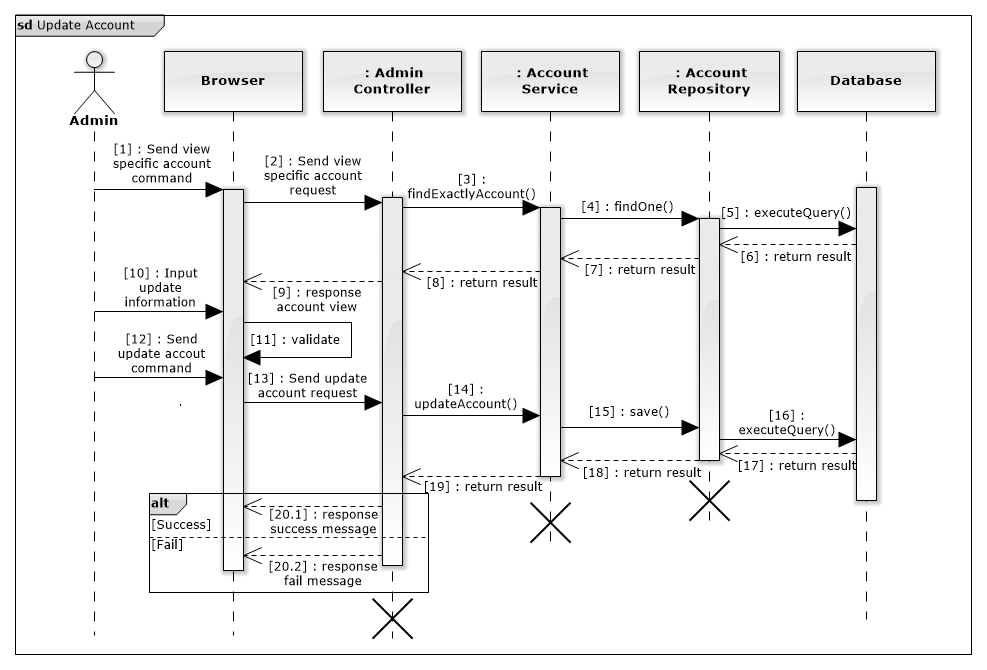 sd Update Account
Admin
Browser
: Admin
Controller
: Account
Service
: Account
Repository
Database
[1] : Send view
specific account
command
[2] : Send view
specific account
request
[3] :
findExactlyAccount()
[4] : findOne()
[5] : executeQuery()
[6] : return result
[7] : return result
[8] : return result
[9] : response
account view
[10] : Input
update
information
[11] : validate
[12] : Send
update accout
command
[13] : Send update
account request
[14] :
updateAccount()
[15] : save()
[16] :
executeQuery()
[17] : return result
[18] : return result
[19] : return result
alt
[Success]
[20.1] : response
success message
[Fail]
[20.2] : response
fail message